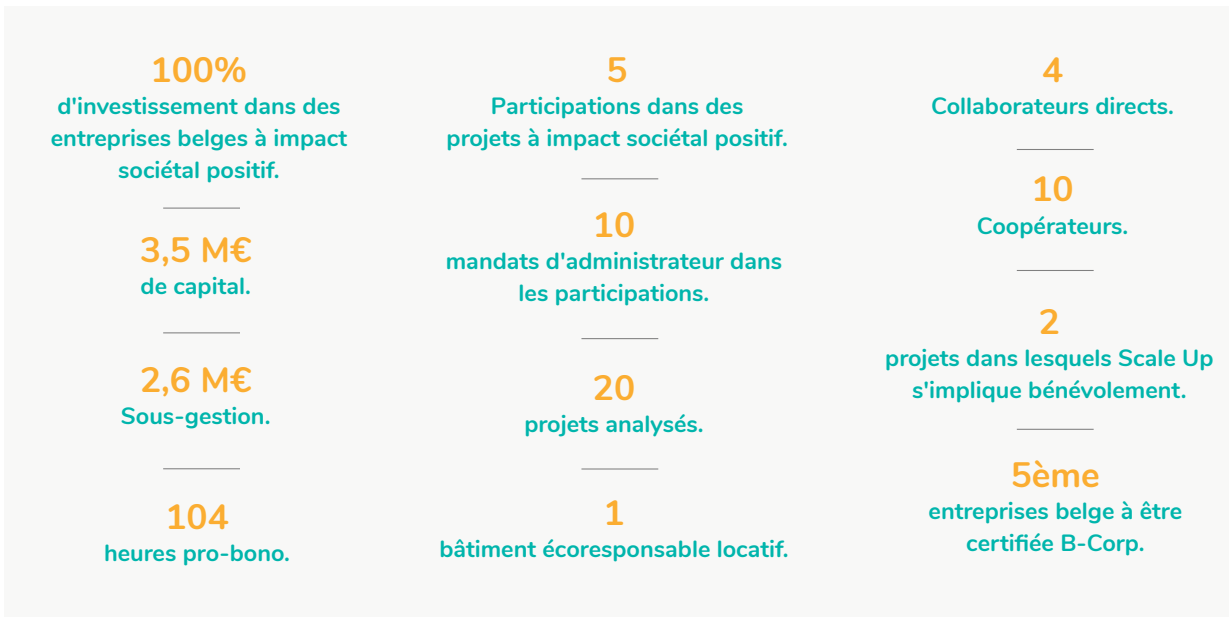 100%
d'investissement dans des
entreprises belges à impact
sociétal positif.
3,5 M€
de capital.
2,6 M€
Sous-gestion.
104
heures pro-bono.
5
Participations dans des
projets à impact sociétal positif.
10
mandats d'administrateur dans
les participations.
20
projets analysés.
1
bâtiment écoresponsable locatif.
4
Collaborateurs directs.
10
Coopérateurs.
2
projets dans lesquels Scale Up
s'implique bénévolement.
5ème
entreprises belge à être
certifiée B-Corp.